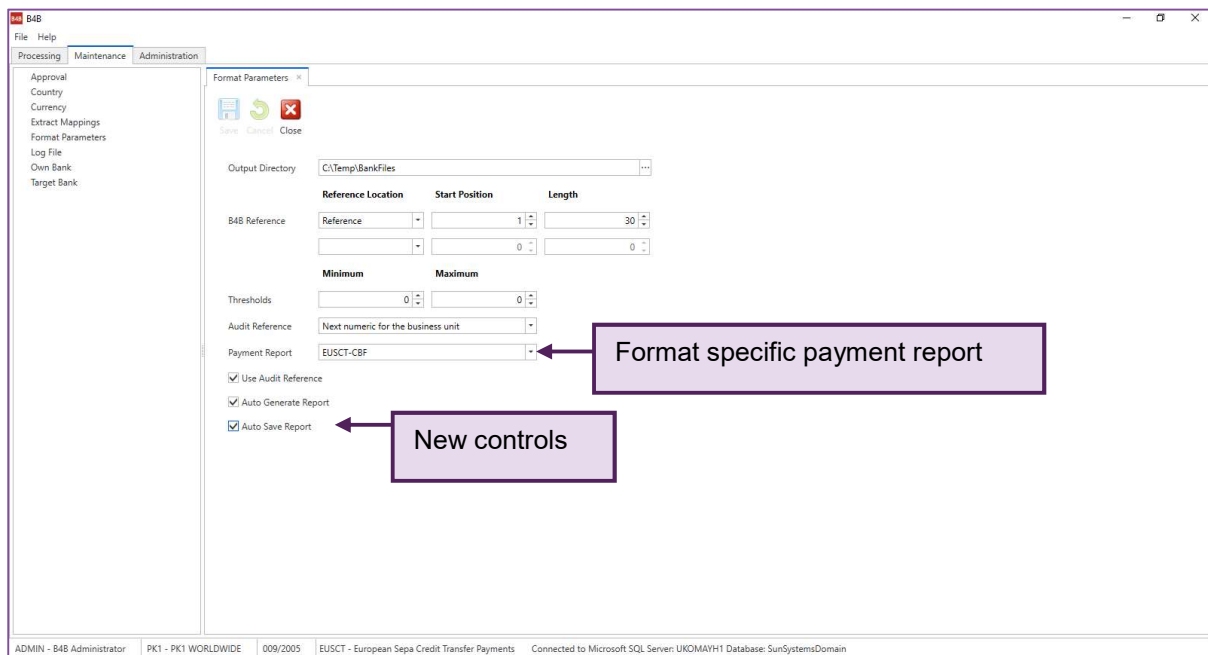 B4B B4B
File Help
Processing Maintenance Administration
Approval
Country
Currency
Extract Mappings
Format Parameters
Log File
Own Bank
Target Bank
Format Parameters ×
Save Cancel Close
Output Directory C:\Temp\BankFiles ...
Reference Location Start Position Length
B4B Reference Reference 1 30
0 0
Minimum Maximum
Thresholds 0 0
Audit Reference Next numeric for the business unit
Payment Report EUSCT-CBF
Format specific payment report
Use Audit Reference
Auto Generate Report
Auto Save Report
New controls
ADMIN - B4B Administrator PK1 - PK1 WORLDWIDE 009/2005 EUSCT - European Sepa Credit Transfer Payments Connected to Microsoft SQL Server: UKOMAYH1 Database: SunSystemsDomain